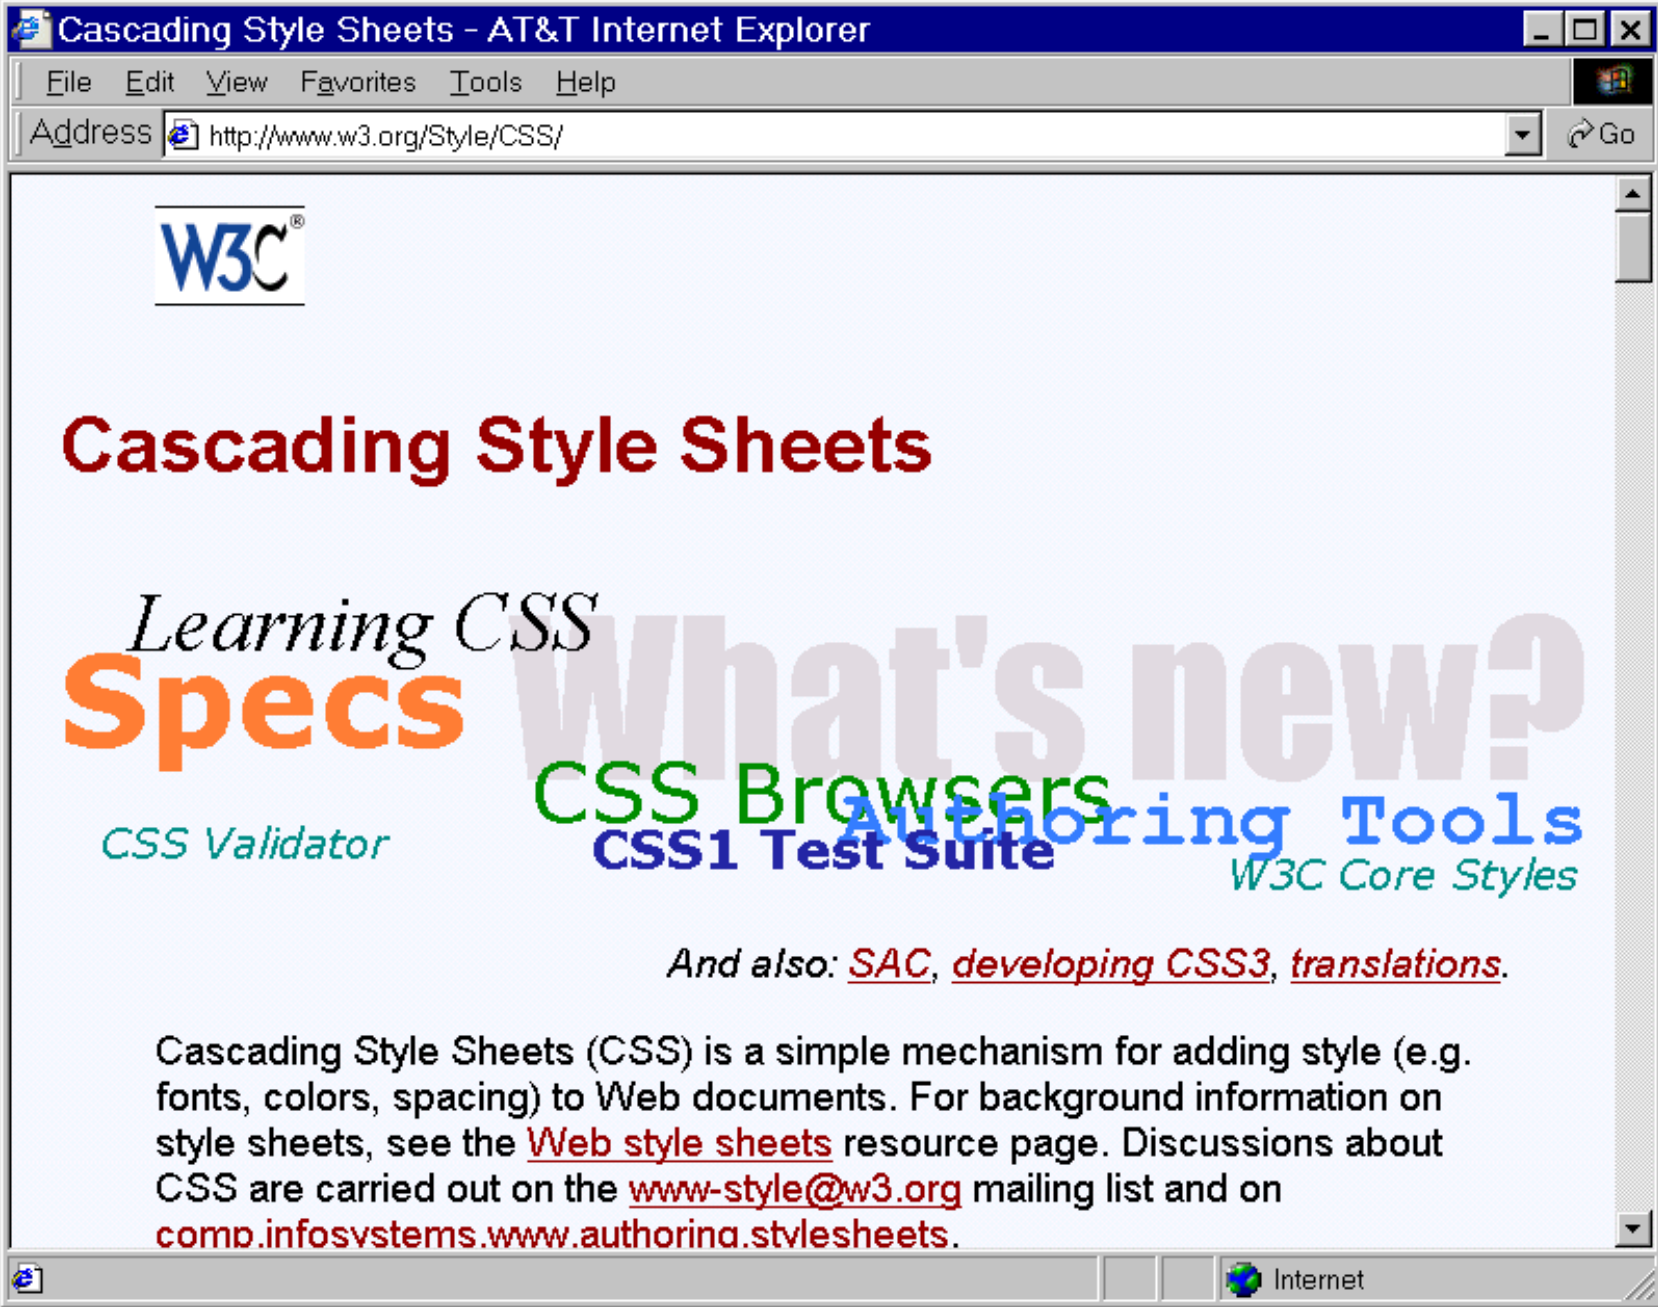 Cascading Style Sheets - AT&T Internet Explorer
File Edit View Favorites Tools Help
Address http://www.w3.org/Style/CSS/ Go
W3C®
Cascading Style Sheets
Learning CSS
What's new?
Specs
CSS Browsers
Authoring Tools
CSS Validator
CSS1 Test Suite
W3C Core Styles
And also: SAC, developing CSS3, translations.
Cascading Style Sheets (CSS) is a simple mechanism for adding style (e.g.
fonts, colors, spacing) to Web documents. For background information on
style sheets, see the Web style sheets resource page. Discussions about
CSS are carried out on the www-style@w3.org mailing list and on
comp.infosystems.www.authoring.stylesheets.
Internet